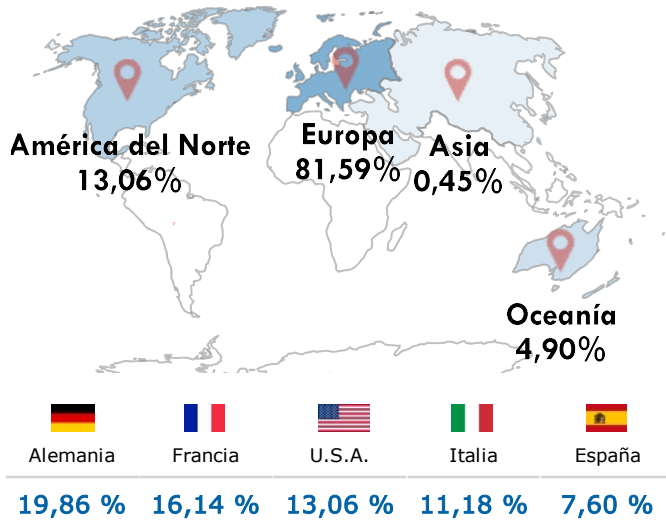 América del Norte
13,06%
Europa
81,59%
Asia
0,45%
Oceanía
4,90%
Alemania Francia U.S.A. Italia España
19,86 % 16,14 % 13,06 % 11,18 % 7,60 %